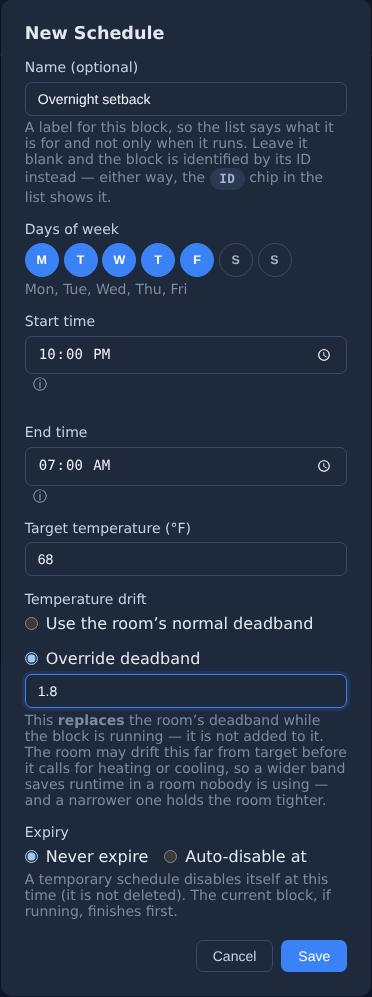 New Schedule
Name (optional)
Overnight setback
A label for this block, so the list says what it
is for and not only when it runs. Leave it
blank and the block is identified by its ID
instead — either way, the ID chip in the
list shows it.
Days of week
M T W T F S S
Mon, Tue, Wed, Thu, Fri
Start time
10:00 PM
ⓘ
End time
07:00 AM
ⓘ
Target temperature (°F)
68
Temperature drift
Use the room’s normal deadband
Override deadband
1.8
This replaces the room’s deadband while
the block is running — it is not added to it.
The room may drift this far from target before
it calls for heating or cooling, so a wider band
saves runtime in a room nobody is using —
and a narrower one holds the room tighter.
Expiry
Never expire Auto-disable at
A temporary schedule disables itself at this
time (it is not deleted). The current block, if
running, finishes first.
Cancel Save